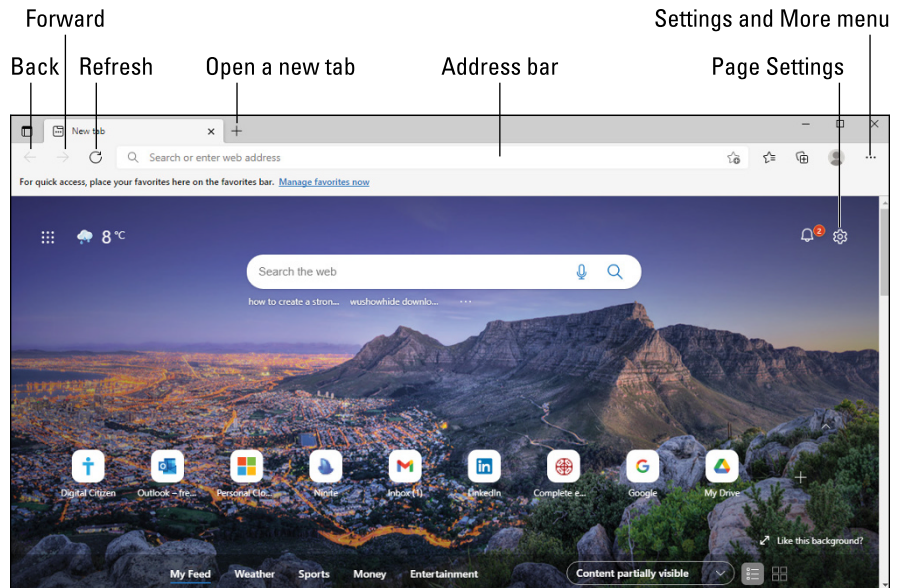 Forward
Settings and More menu
Back
Refresh
Open a new tab
Address bar
Page Settings
New tab
Search or enter web address
For quick access, place your favorites here on the favorites bar. Manage favorites now
8 °C
2
Search the web
how to create a stron...
wushowhide downlo...
Digital Citizen
Outlook – fre...
Personal Clo...
Ninite
Inbox (1)
LinkedIn
Complete e...
Google
My Drive
Like this background?
My Feed
Weather
Sports
Money
Entertainment
Content partially visible